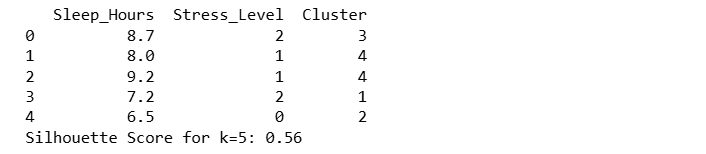 Sleep_Hours Stress_Level Cluster
0 8.7 2 3
1 8.0 1 4
2 9.2 1 4
3 7.2 2 1
4 6.5 0 2
Silhouette Score for k=5: 0.56